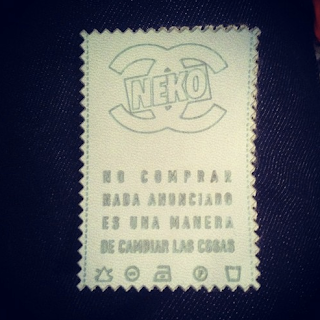 NEKO
NO COMPRAR
NADA ANUNCIADO
ES UNA MANERA
DE CAMBIAR LAS COSAS